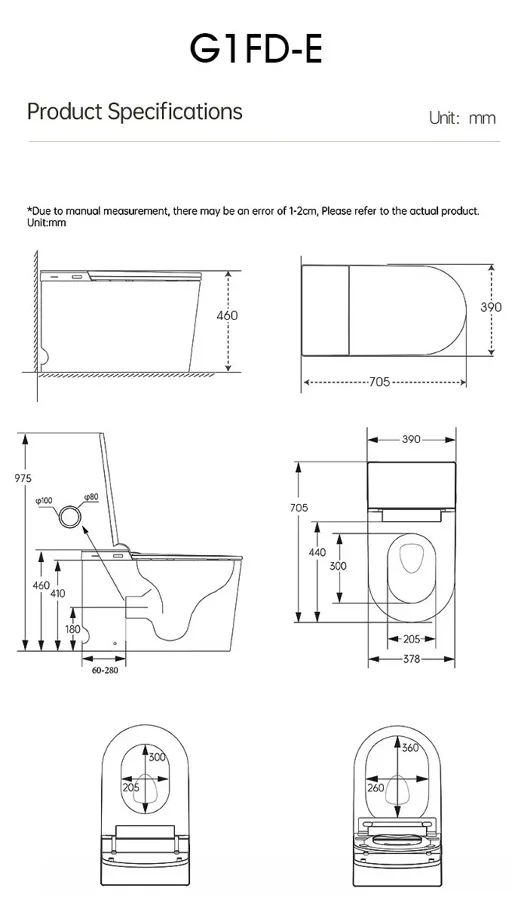 G1FD-E
Product Specifications
Unit: mm
*Due to manual measurement, there may be an error of 1-2cm, Please refer to the actual product.
Unit:mm
460
390
705
975
φ100
φ80
460
410
180
60-280
390
705
440
300
205
378
300
205
360
260